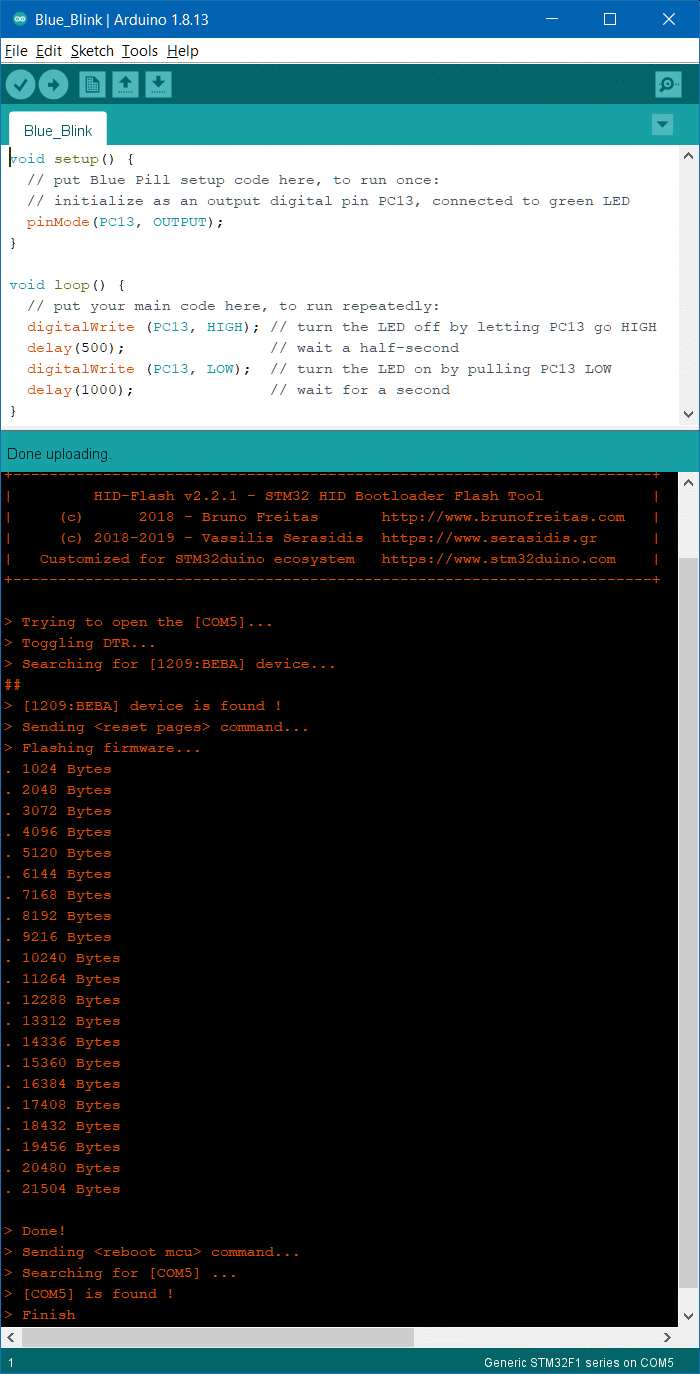 Blue_Blink | Arduino 1.8.13
File Edit Sketch Tools Help
Blue_Blink
void setup() {
  // put Blue Pill setup code here, to run once:
  // initialize as an output digital pin PC13, connected to green LED
  pinMode(PC13, OUTPUT);
}
void loop() {
  // put your main code here, to run repeatedly:
  digitalWrite (PC13, HIGH); // turn the LED off by letting PC13 go HIGH
  delay(500);                // wait a half-second
  digitalWrite (PC13, LOW);  // turn the LED on by pulling PC13 LOW
  delay(1000);               // wait for a second
}
Done uploading.
+-----------------------------------------------------------------------+
|         HID-Flash v2.2.1 - STM32 HID Bootloader Flash Tool            |
|     (c)      2018 - Bruno Freitas       http://www.brunofreitas.com   |
|     (c) 2018-2019 - Vassilis Serasidis  https://www.serasidis.gr      |
|   Customized for STM32duino ecosystem   https://www.stm32duino.com    |
+-----------------------------------------------------------------------+
> Trying to open the [COM5]...
> Toggling DTR...
> Searching for [1209:BEBA] device...
##
> [1209:BEBA] device is found !
> Sending <reset pages> command...
> Flashing firmware...
. 1024 Bytes
. 2048 Bytes
. 3072 Bytes
. 4096 Bytes
. 5120 Bytes
. 6144 Bytes
. 7168 Bytes
. 8192 Bytes
. 9216 Bytes
. 10240 Bytes
. 11264 Bytes
. 12288 Bytes
. 13312 Bytes
. 14336 Bytes
. 15360 Bytes
. 16384 Bytes
. 17408 Bytes
. 18432 Bytes
. 19456 Bytes
. 20480 Bytes
. 21504 Bytes
> Done!
> Sending <reboot mcu> command...
> Searching for [COM5] ...
> [COM5] is found !
> Finish
1 Generic STM32F1 series on COM5